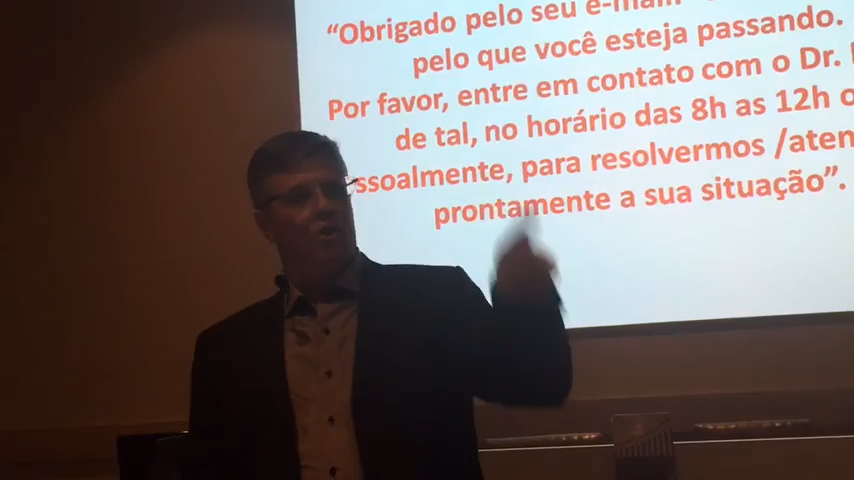 “Obrigado pelo seu e-mail
pelo que você esteja passando.
Por favor, entre em contato com o Dr.
de tal, no horário das 8h as 12h o
ssoalmente, para resolvermos /aten
prontamente a sua situação”.